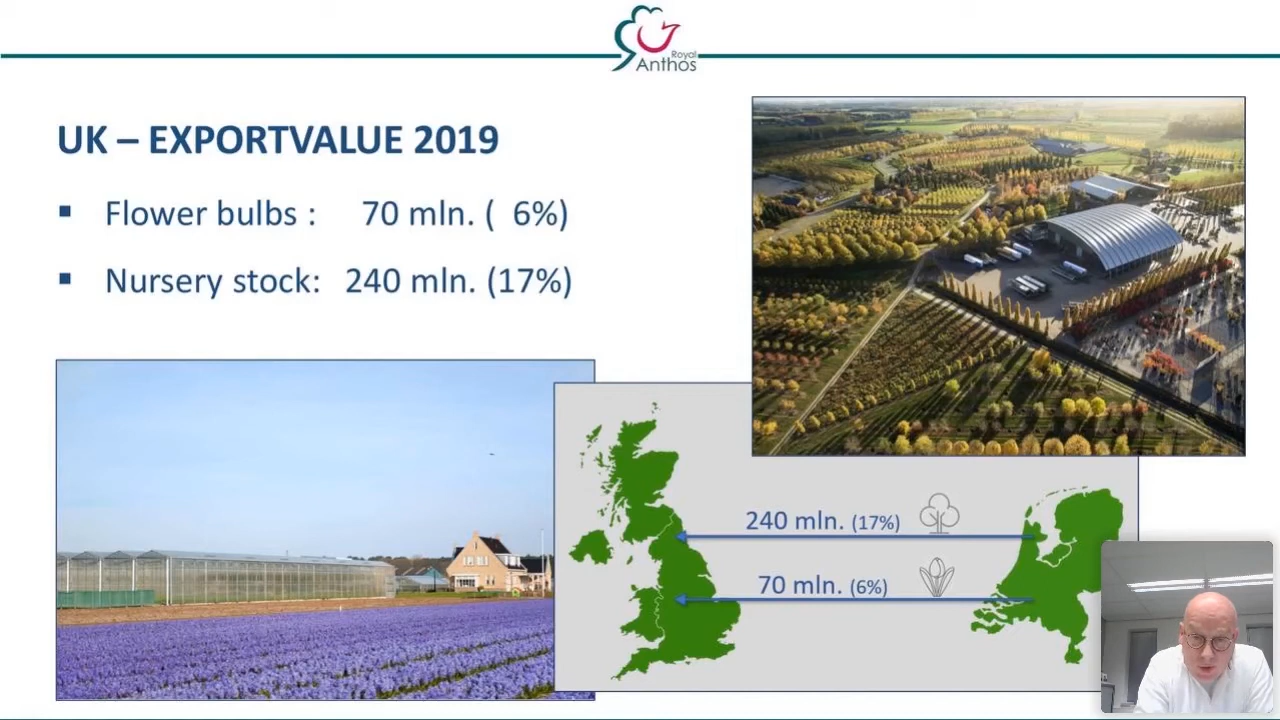 Royal
Anthos
UK – EXPORTVALUE 2019
▪ Flower bulbs : 70 mln. ( 6%)
▪ Nursery stock: 240 mln. (17%)
240 mln. (17%)
70 mln. (6%)